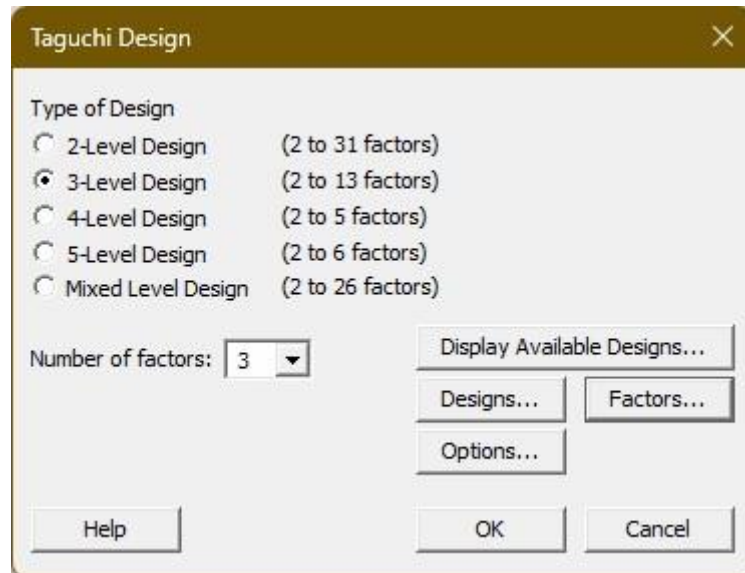 Taguchi Design
Type of Design
2-Level Design (2 to 31 factors)
3-Level Design (2 to 13 factors)
4-Level Design (2 to 5 factors)
5-Level Design (2 to 6 factors)
Mixed Level Design (2 to 26 factors)
Number of factors: 3
Display Available Designs...
Designs... Factors...
Options...
Help OK Cancel